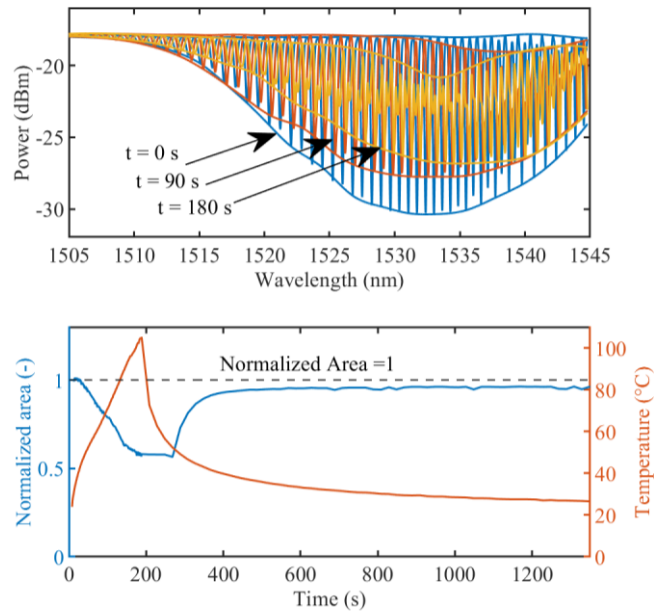 -20
-25
-30
Power (dBm)
t = 0 s
t = 90 s
t = 180 s
1505 1510 1515 1520 1525 1530 1535 1540 1545
Wavelength (nm)
Normalized Area =1
1
0.5
0
Normalized area (-)
100
80
60
40
20
0
Temperature (°C)
0 200 400 600 800 1000 1200
Time (s)